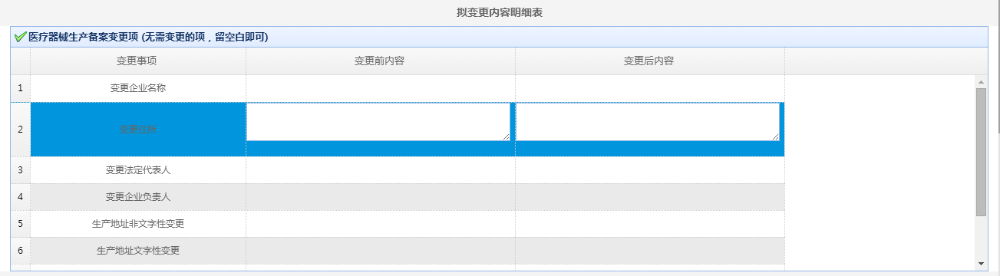 拟变更内容明细表
医疗器械生产备案变更项 (无需变更的项，留空白即可)
变更事项 变更前内容 变更后内容
1 变更企业名称
2 变更住所
3 变更法定代表人
4 变更企业负责人
5 生产地址非文字性变更
6 生产地址文字性变更